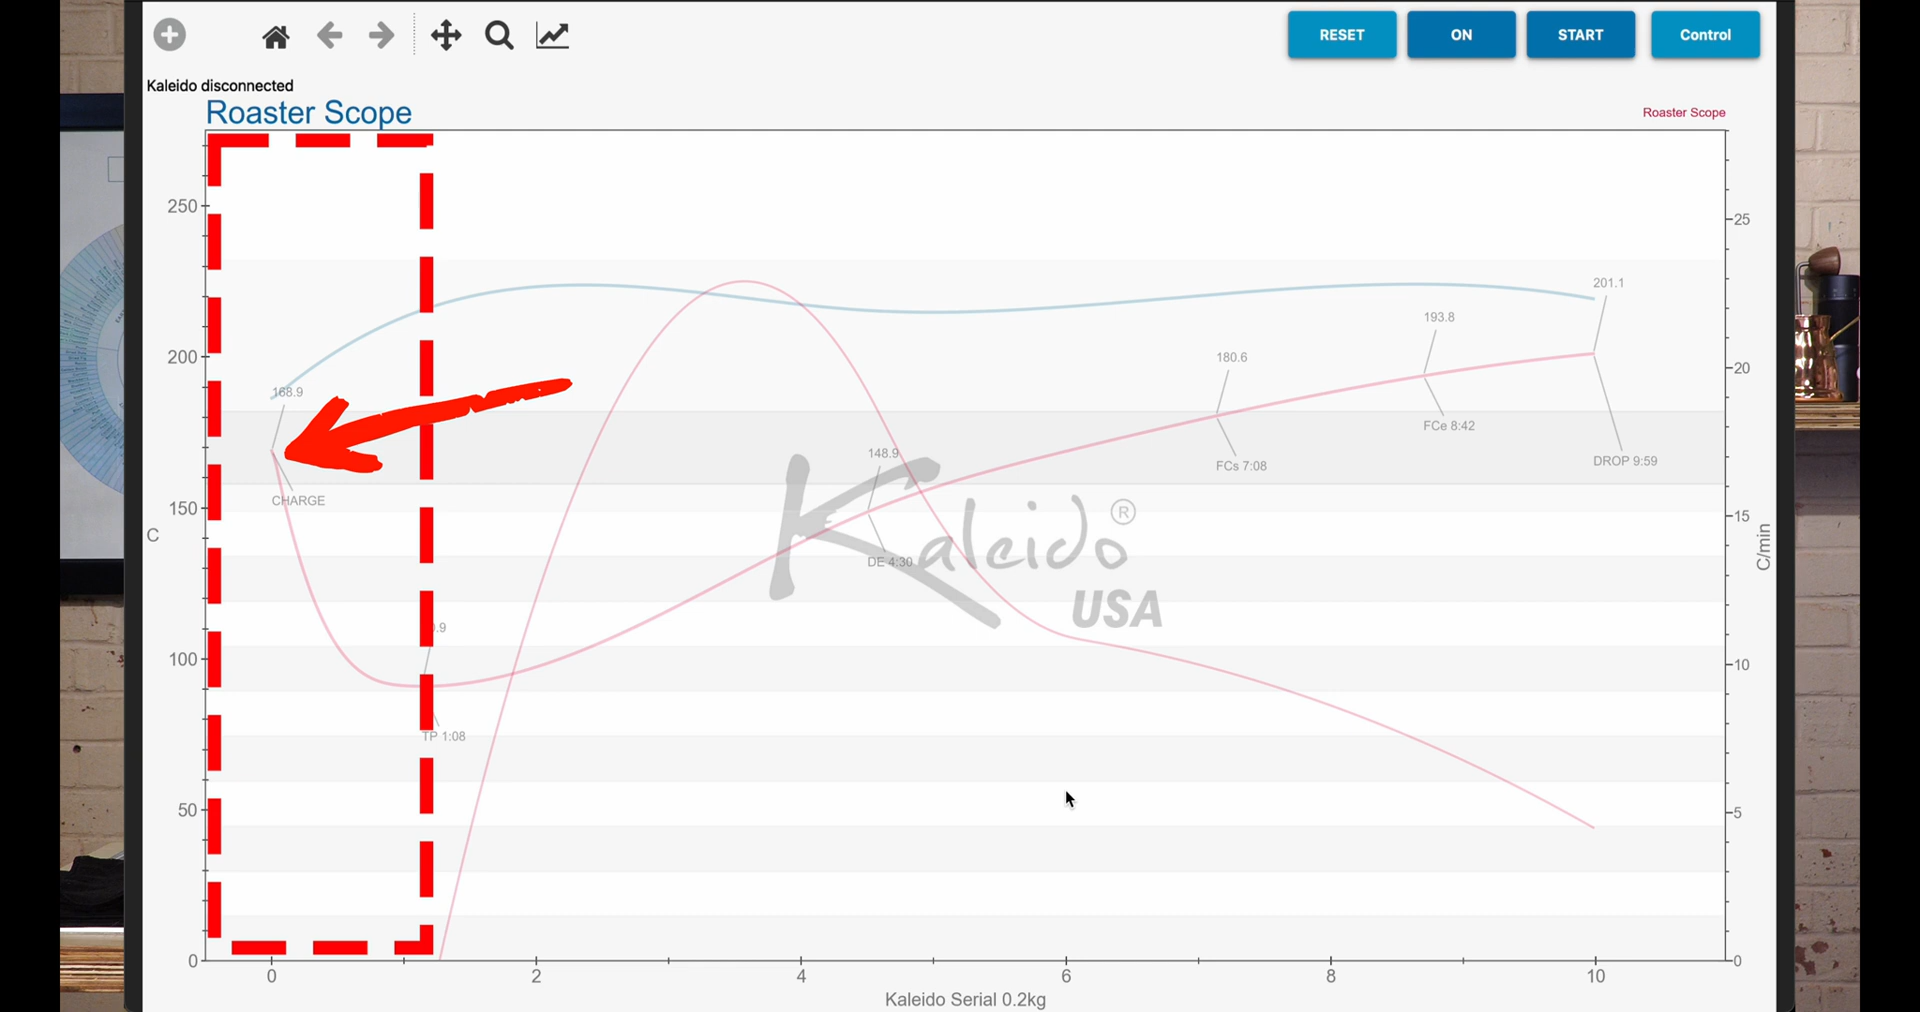 RESET
ON
START
Control
Kaleido disconnected
Roaster Scope
Roaster Scope
250
200
150
100
50
0
C
25
20
15
10
5
0
C/min
168.9
CHARGE
.9
TP 1:08
148.9
DE 4:30
180.6
FCs 7:08
193.8
FCe 8:42
201.1
DROP 9:59
Kaleido ®
USA
0
2
4
6
8
10
Kaleido Serial 0.2kg